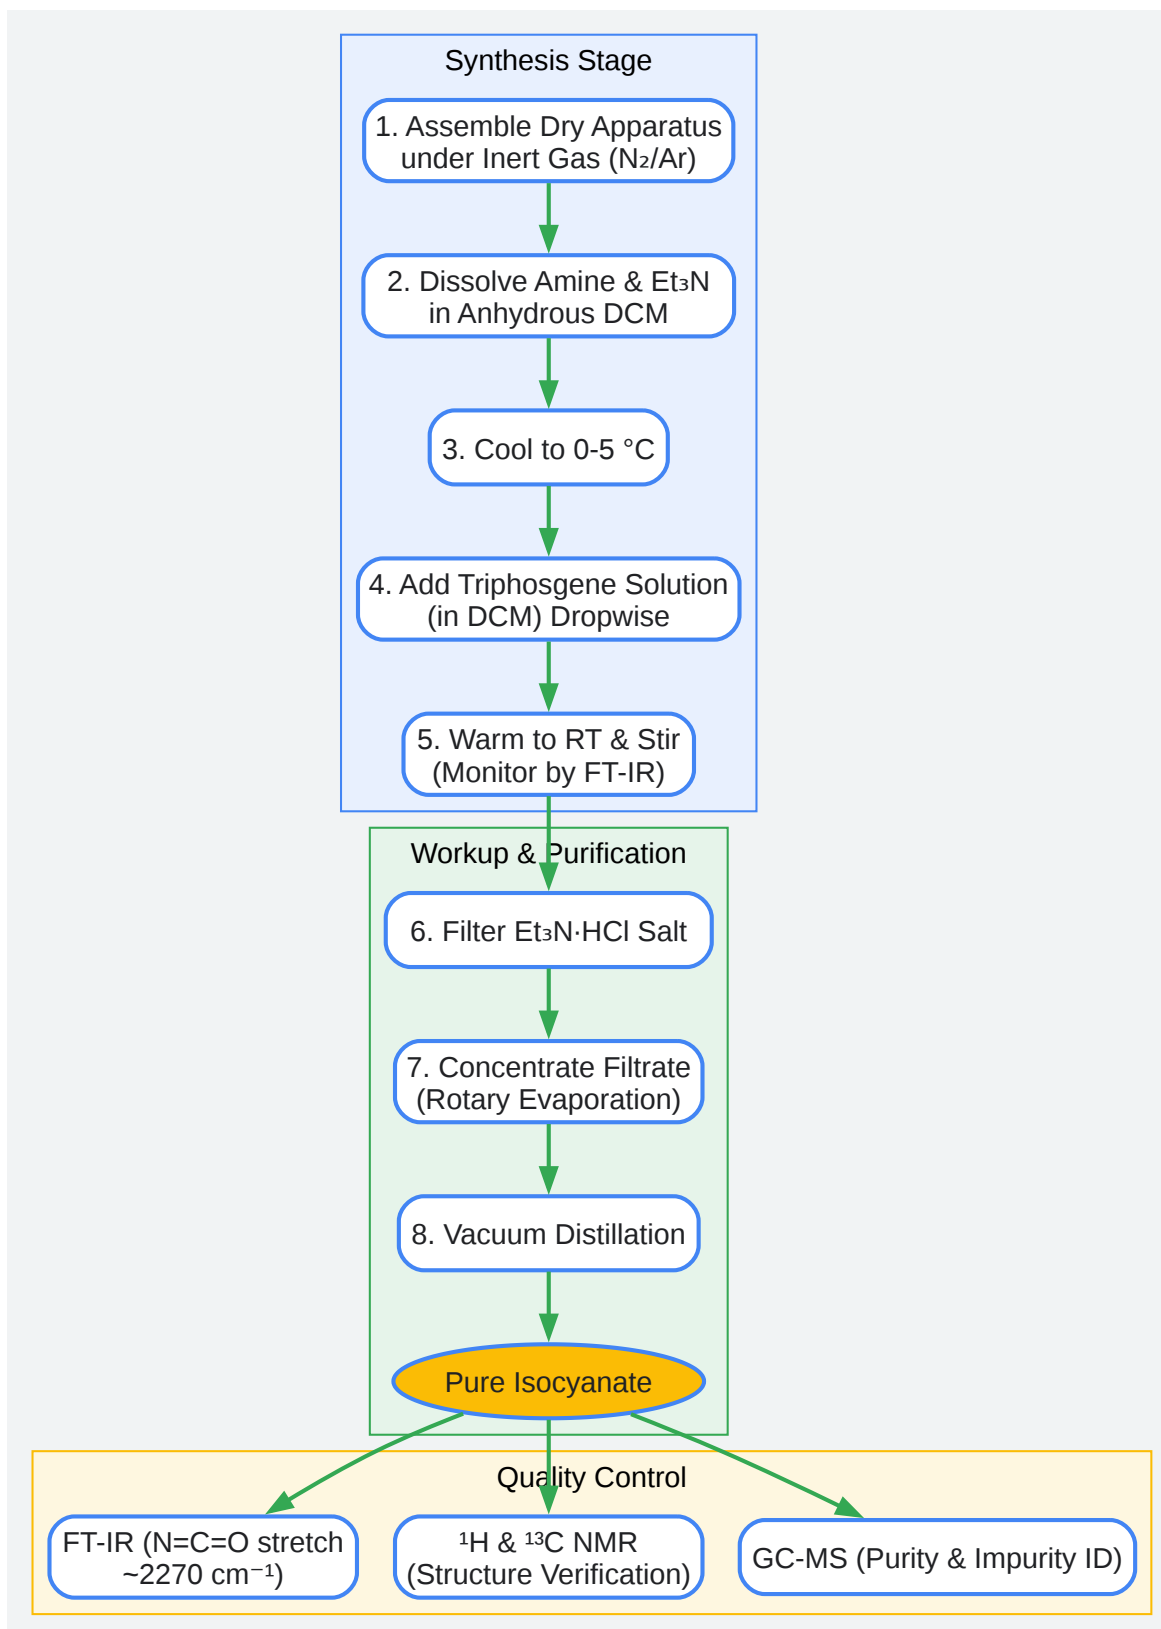 Synthesis Stage
1. Assemble Dry Apparatus
under Inert Gas (N₂/Ar)
2. Dissolve Amine & Et₃N
in Anhydrous DCM
3. Cool to 0-5 °C
4. Add Triphosgene Solution
(in DCM) Dropwise
5. Warm to RT & Stir
(Monitor by FT-IR)
Workup & Purification
6. Filter Et₃N·HCl Salt
7. Concentrate Filtrate
(Rotary Evaporation)
8. Vacuum Distillation
Pure Isocyanate
Quality Control
FT-IR (N=C=O stretch
~2270 cm⁻¹)
¹H & ¹³C NMR
(Structure Verification)
GC-MS (Purity & Impurity ID)